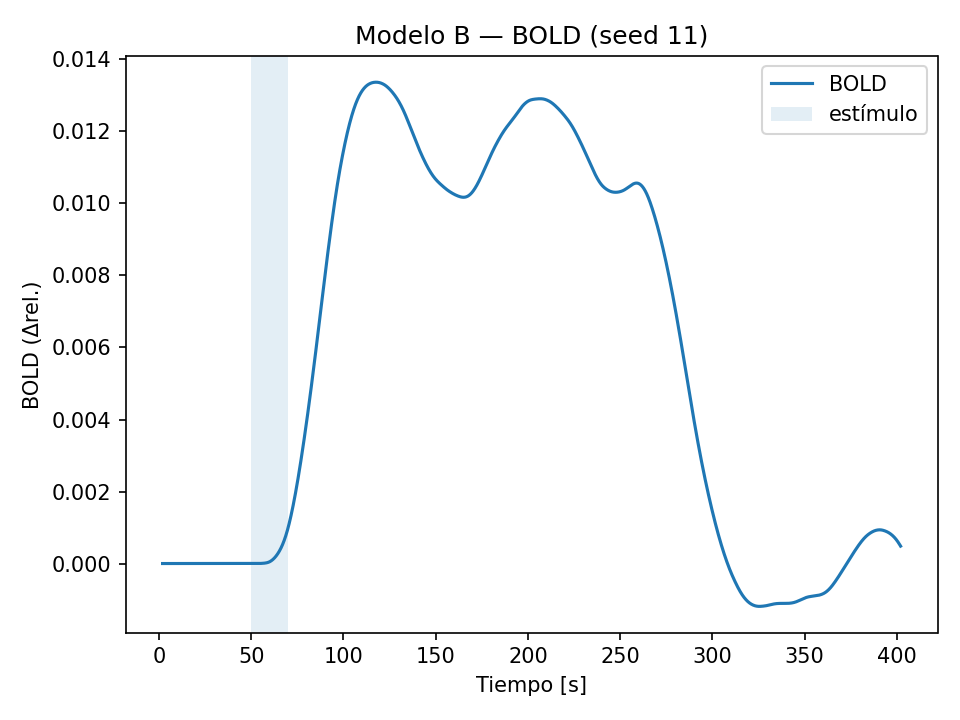 Modelo B — BOLD (seed 11)
BOLD
estímulo
0.014
0.012
0.010
0.008
0.006
0.004
0.002
0.000
BOLD (Δrel.)
0 50 100 150 200 250 300 350 400
Tiempo [s]